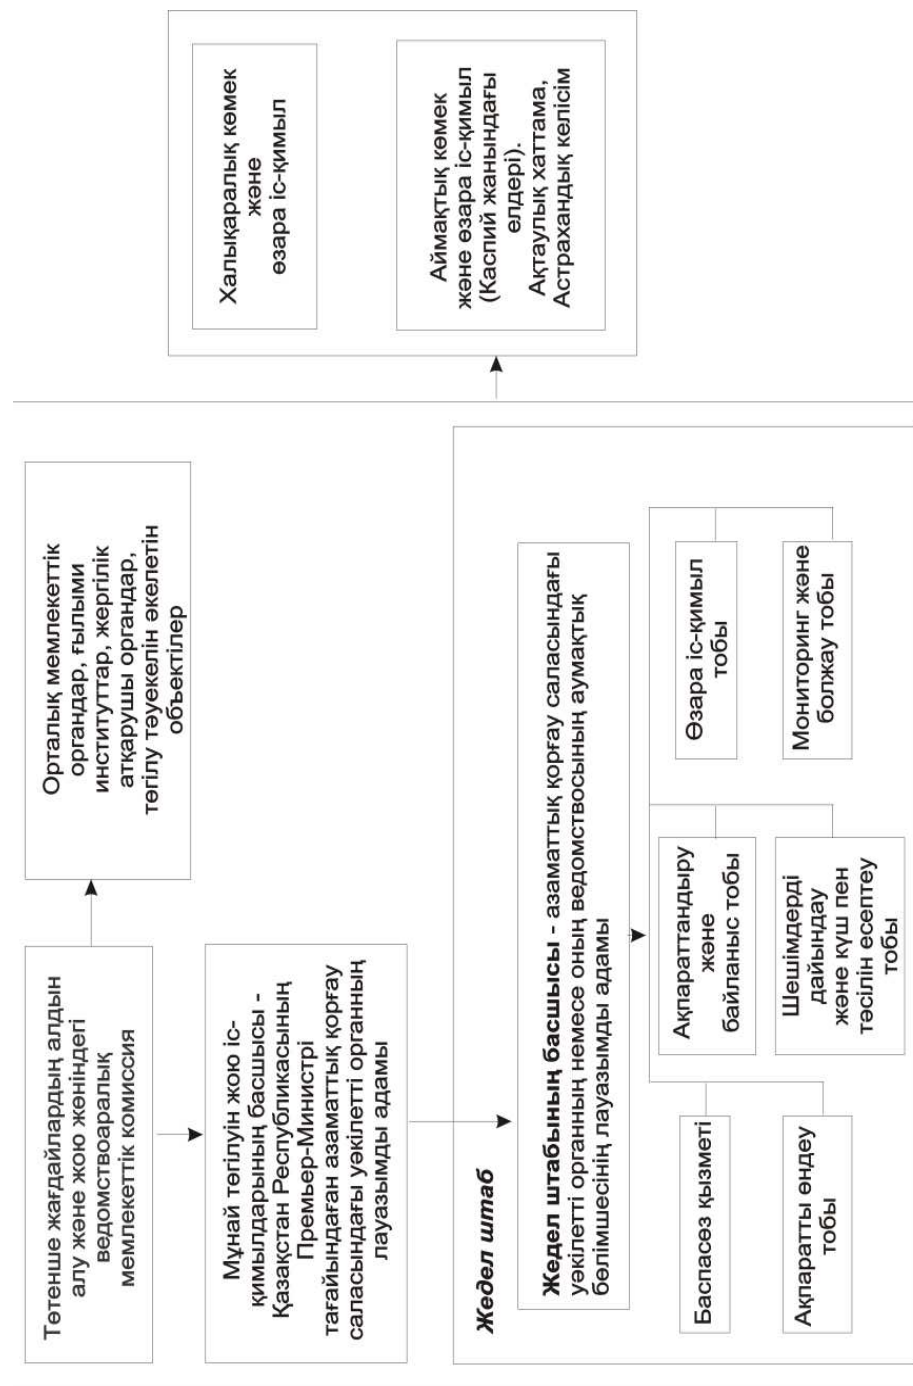 Төтенше жағдайлардың алдын
алу және жою жөніндегі
ведомствоаралық
мемлекеттік комиссия
Орталық мемлекеттік
органдар, ғылыми
институттар, жергілік
атқарушы органдар,
төгілу тәуекелін әкелетін
объектілер
Мұнай төгілуін жою іс-
қимылдарының басшысы -
Қазақстан Республикасының
Премьер-Министрі
тағайындаған азаматтық қорғау
саласындағы уәкілетті органның
лауазымды адамы
Жедел штаб
Жедел штабының басшысы - азаматтық қорғау саласындағы
уәкілетті органның немесе оның ведомствосының аумақтық
бөлімшесінің лауазымды адамы
Баспасөз қызметі
Ақпараттандыру
және
байланыс тобы
Өзара іс-қимыл
тобы
Ақпаратты өндеу
тобы
Шешімдерді
дайындау
және күш пен
тәсілін есептеу
тобы
Мониторинг және
болжау тобы
Халықаралық көмек
және
өзара іс-қимыл
Аймақтық көмек
және өзара іс-қимыл
(Каспий жанындағы
елдері).
Ақтаулық хаттама,
Астрахандық келісім